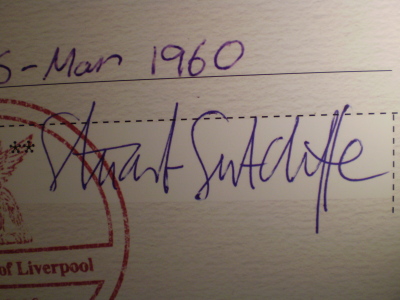 5-Mar 1960
** Stuart Sutcliffe
of Liverpool